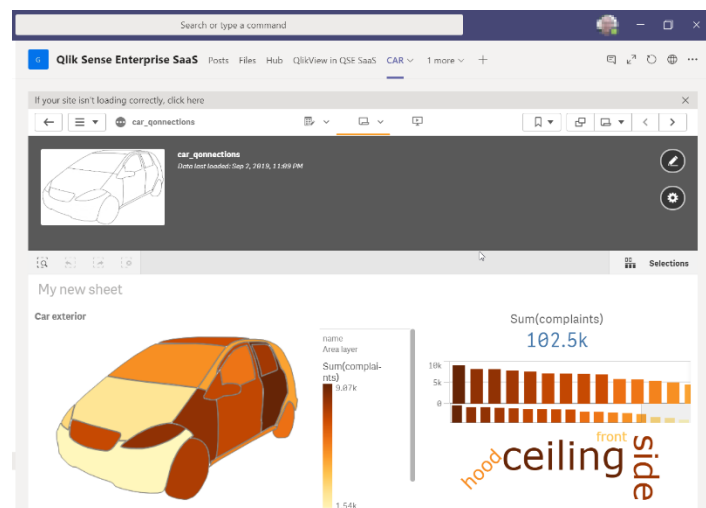 Search or type a command
G Qlik Sense Enterprise SaaS Posts Files Hub QlikView in QSE SaaS CAR 1 more
If your site isn't loading correctly, click here
car_qonnections
car_qonnections
Data last loaded: Sep 2, 2019, 11:09 PM
Selections
My new sheet
Car exterior
name
Area layer
Sum(complai-
nts)
9.07k
1.54k
Sum(complaints)
102.5k
10k
5k
0
hood
ceiling
front
side